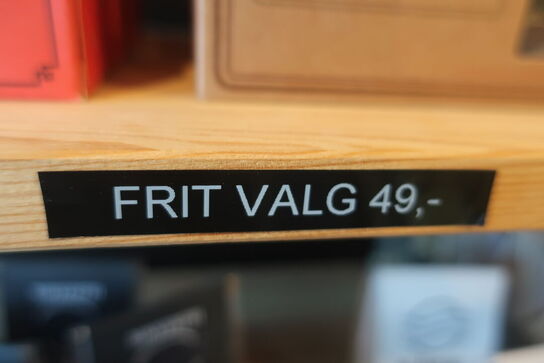 FRIT VALG 49,-